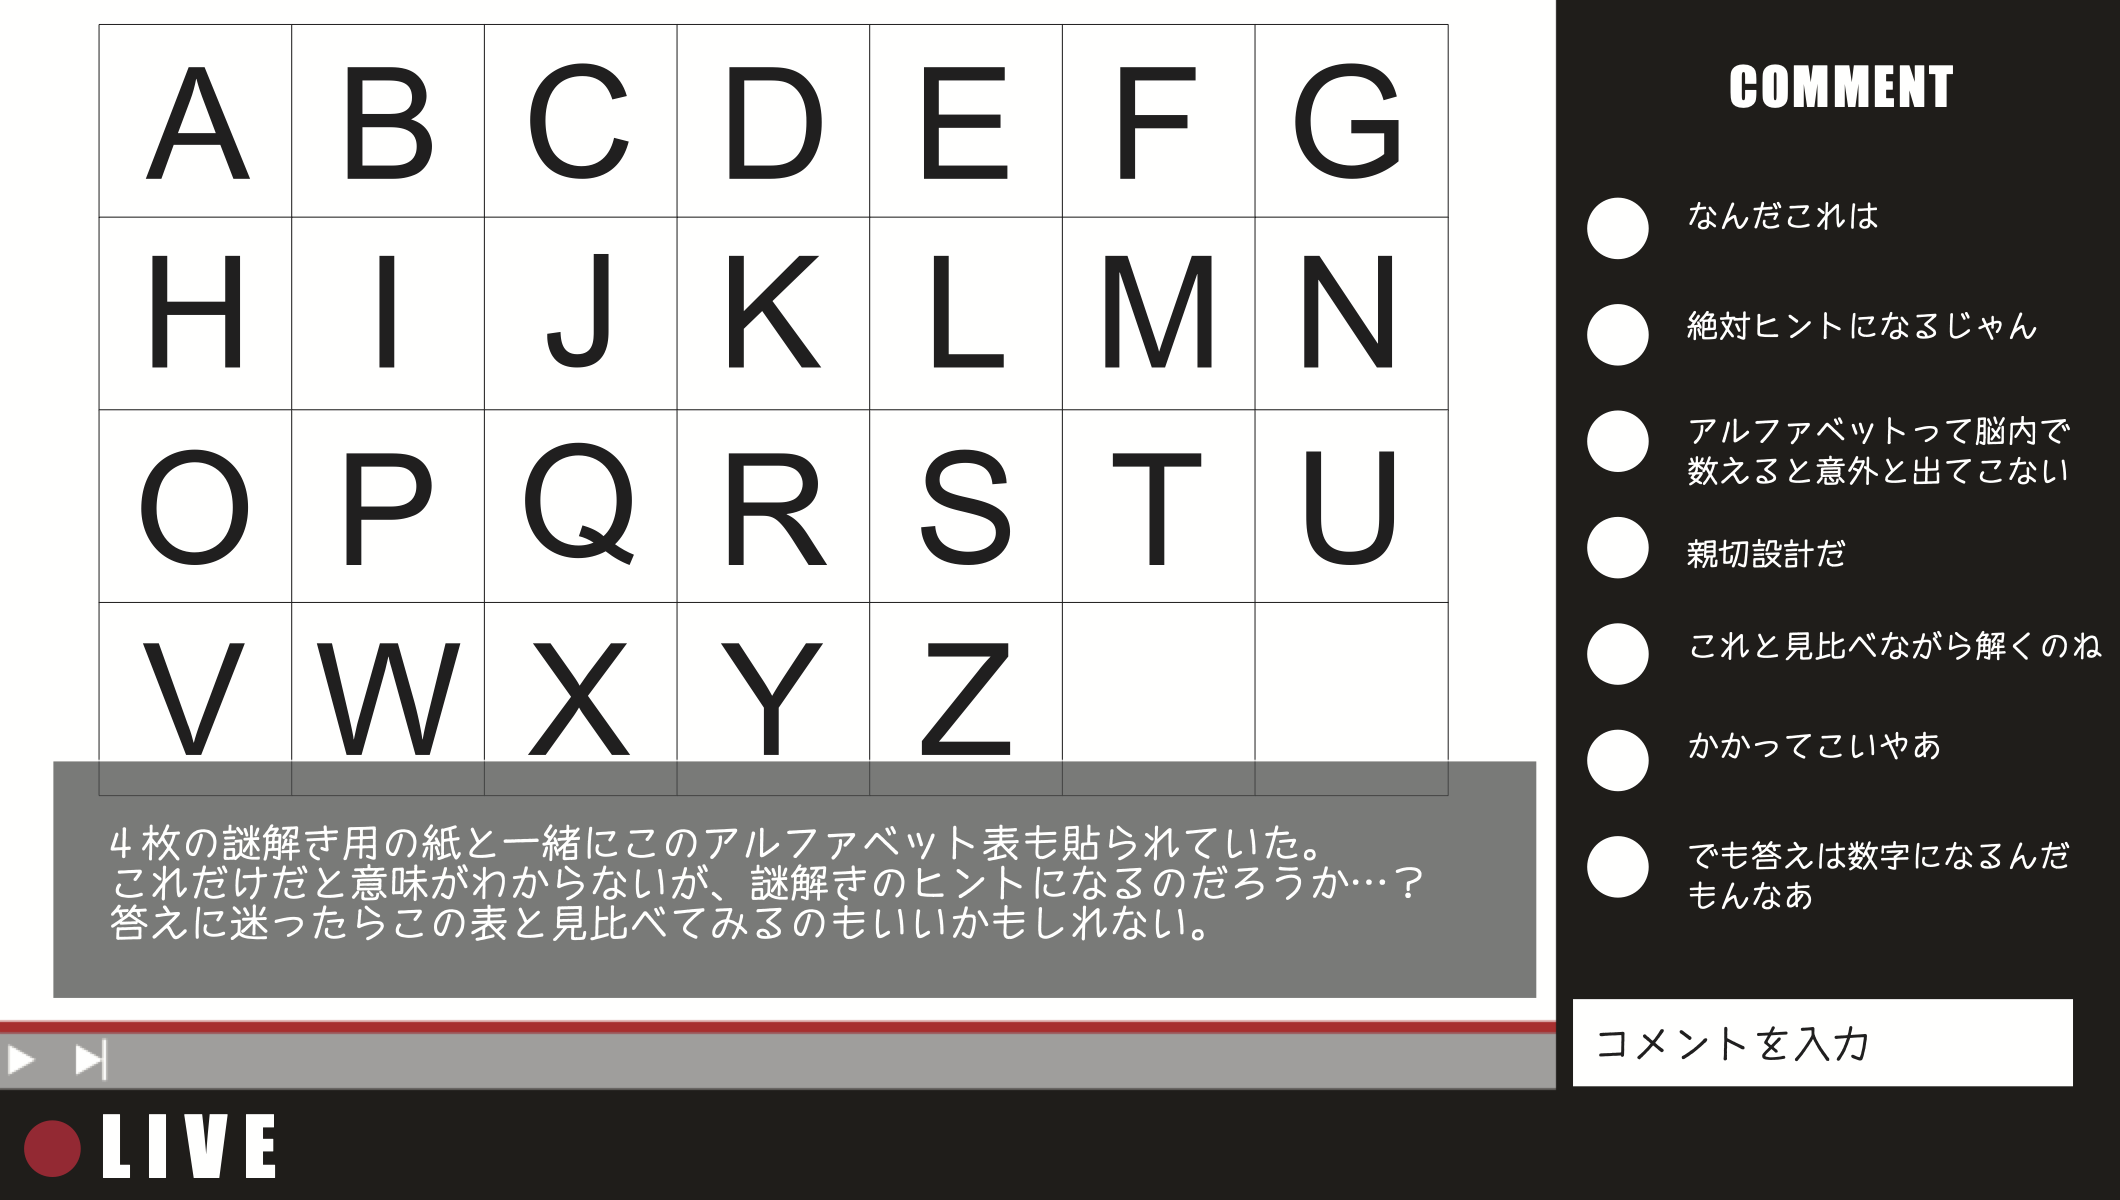 A B C D E F G
H I J K L M N
O P Q R S T U
V W X Y Z
4枚の謎解き用の紙と一緒にこのアルファベット表も貼られていた。
これだけだと意味がわからないが、謎解きのヒントになるのだろうか…？
答えに迷ったらこの表と見比べてみるのもいいかもしれない。
LIVE
COMMENT
なんだこれは
絶対ヒントになるじゃん
アルファベットって脳内で
数えると意外と出てこない
親切設計だ
これと見比べながら解くのね
かかってこいやあ
でも答えは数字になるんだ
もんなあ
コメントを入力